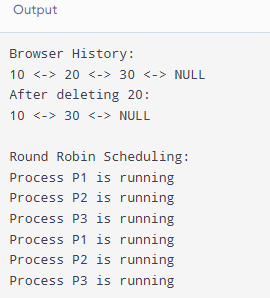 Output
Browser History:
10 <-> 20 <-> 30 <-> NULL
After deleting 20:
10 <-> 30 <-> NULL
Round Robin Scheduling:
Process P1 is running
Process P2 is running
Process P3 is running
Process P1 is running
Process P2 is running
Process P3 is running